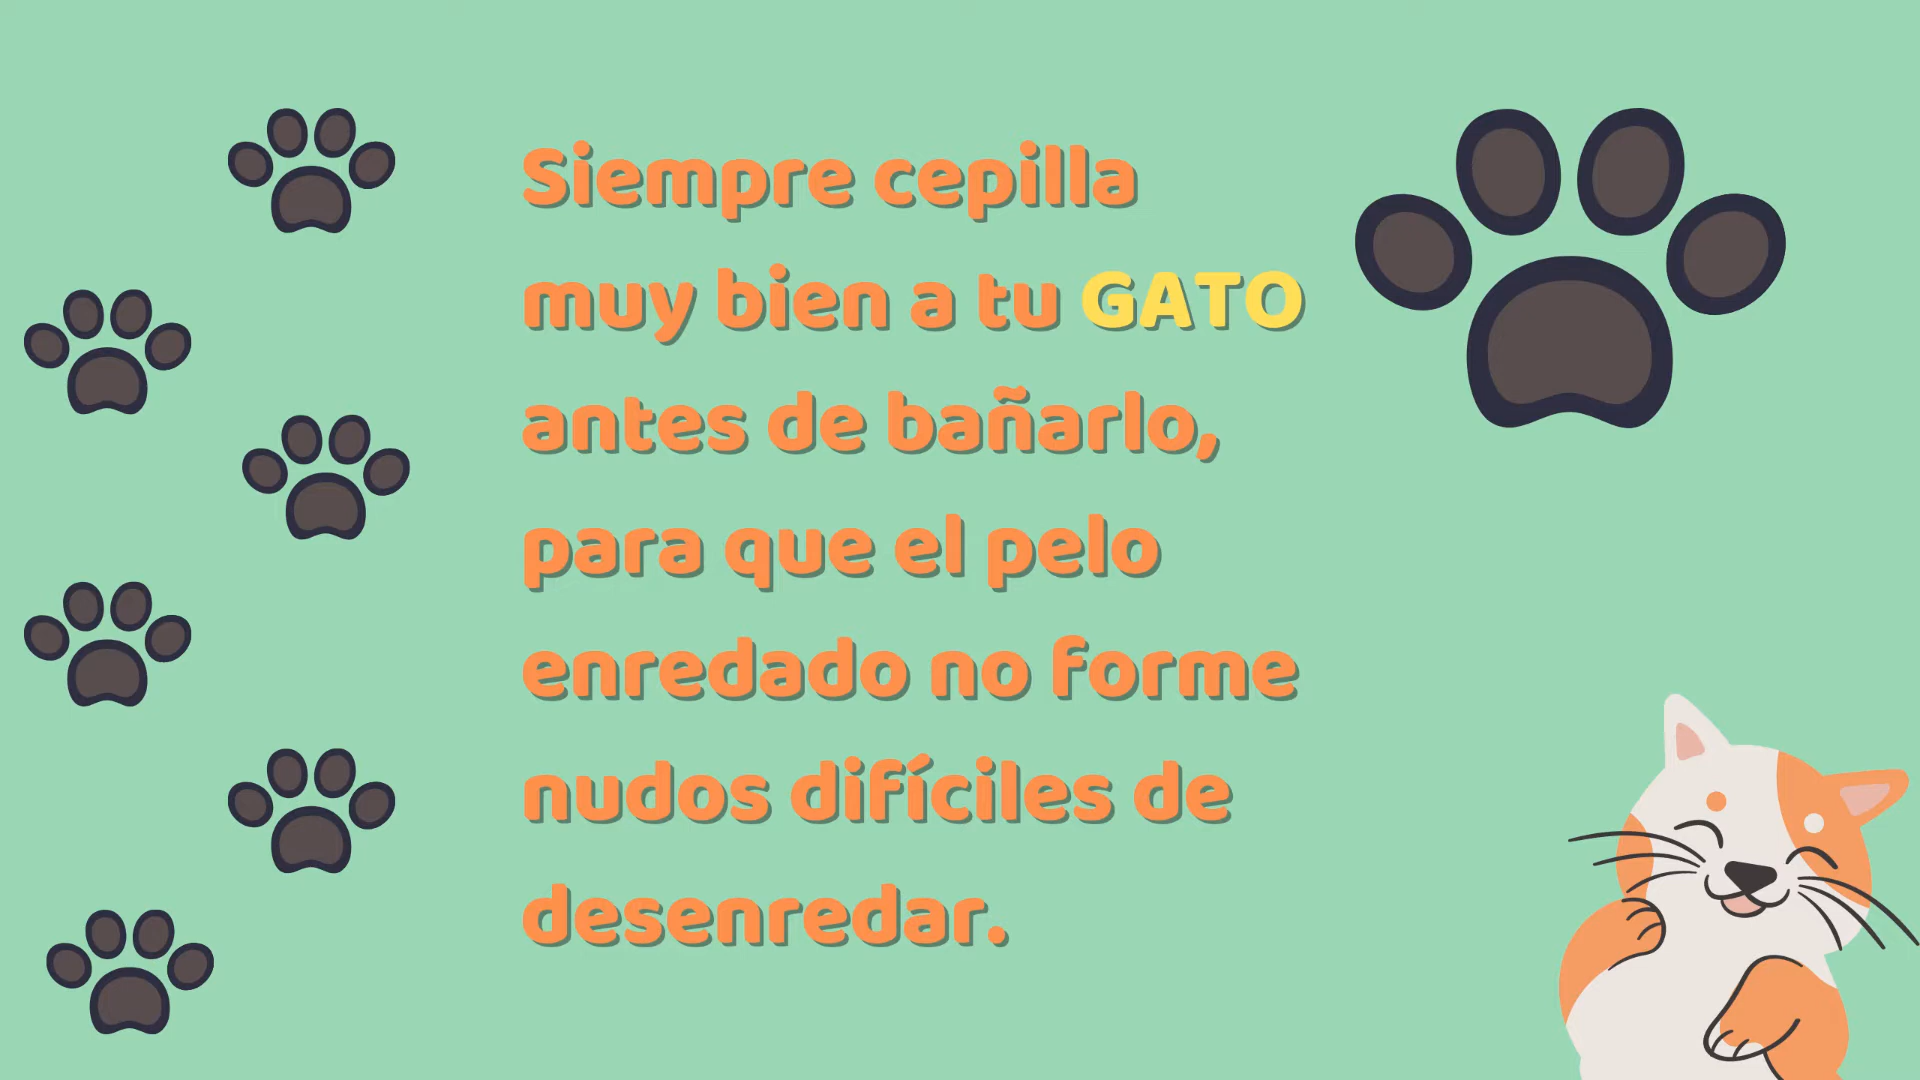 Siempre cepilla
muy bien a tu GATO
antes de bañarlo,
para que el pelo
enredado no forme
nudos difíciles de
desenredar.